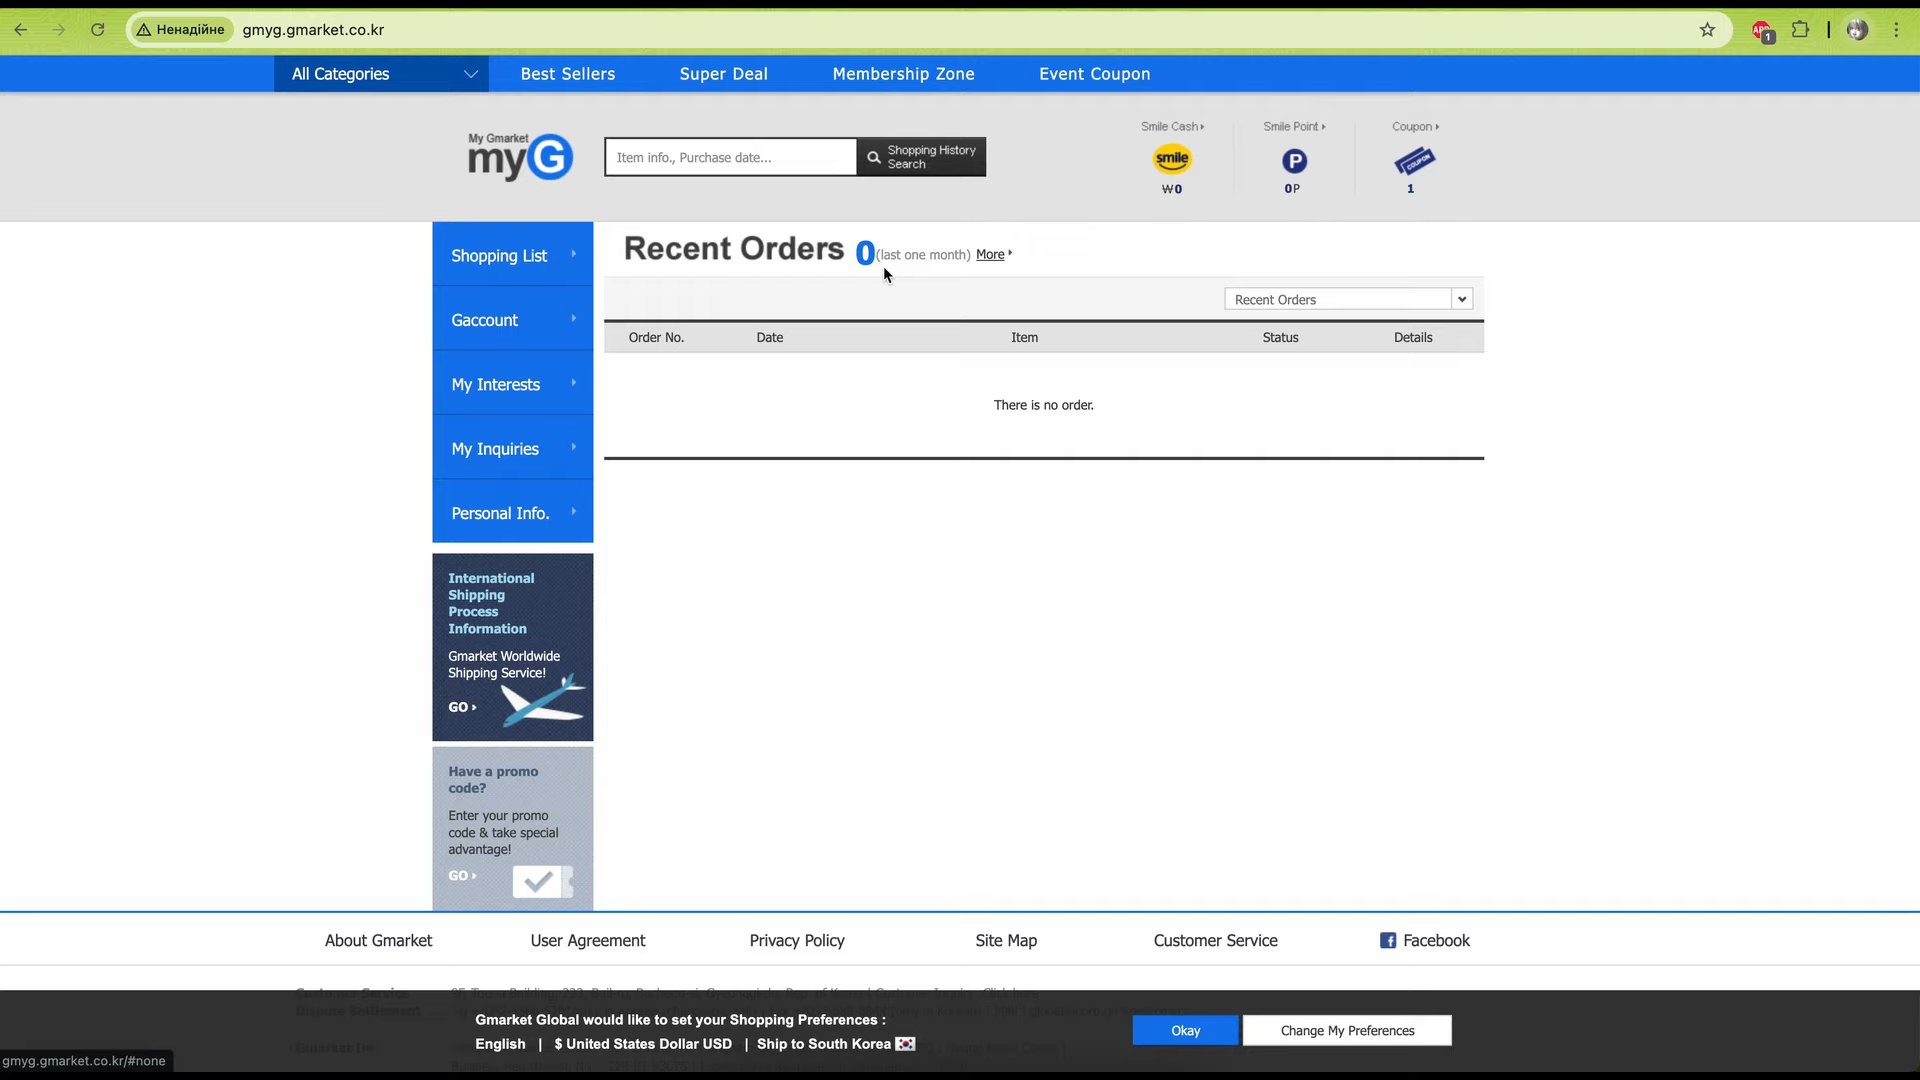 Ненадійне
gmyg.gmarket.co.kr
ABP
1
All Categories
Best Sellers
Super Deal
Membership Zone
Event Coupon
My Gmarket
myG
Item info., Purchase date...
Shopping History
Search
Smile Cash
Smile Point
Coupon
smile
P
COUPON
₩0
0P
1
Shopping List
Gaccount
My Interests
My Inquiries
Personal Info.
Recent Orders 0(last one month) More
Recent Orders
Order No.
Date
Item
Status
Details
There is no order.
International
Shipping
Process
Information
Gmarket Worldwide
Shipping Service!
GO
Have a promo
code?
Enter your promo
code & take special
advantage!
GO
About Gmarket
User Agreement
Privacy Policy
Site Map
Customer Service
Facebook
Gmarket Global would like to set your Shopping Preferences :
English | $ United States Dollar USD | Ship to South Korea
Okay
Change My Preferences
gmyg.gmarket.co.kr/#none